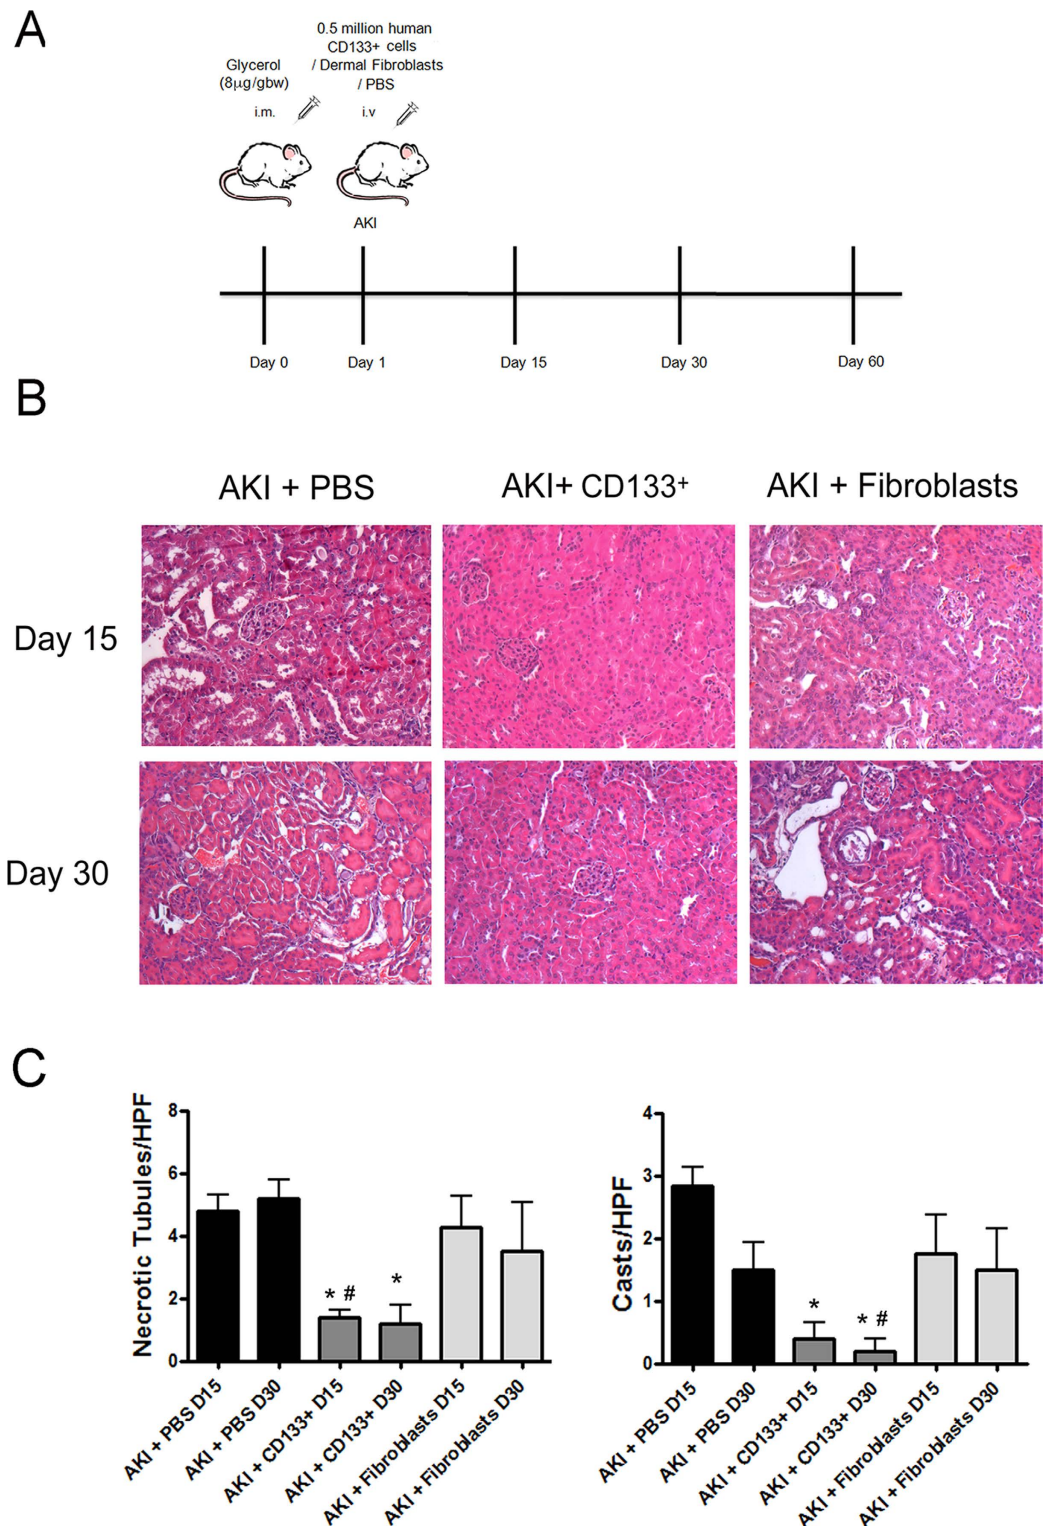 A
0.5 million human
CD133+ cells
/ Dermal Fibroblasts
/ PBS
Glycerol
(8µg/gbw)
i.m.
i.v
AKI
Day 0
Day 1
Day 15
Day 30
Day 60
B
AKI + PBS
AKI+ CD133⁺
AKI + Fibroblasts
Day 15
Day 30
C
Necrotic Tubules/HPF
8
6
4
2
0
* #
*
AKI + PBS D15
AKI + PBS D30
AKI + CD133+ D15
AKI + CD133+ D30
AKI + Fibroblasts D15
AKI + Fibroblasts D30
Casts/HPF
4
3
2
1
0
*
* #
AKI + PBS D15
AKI + PBS D30
AKI + CD133+ D15
AKI + CD133+ D30
AKI + Fibroblasts D15
AKI + Fibroblasts D30